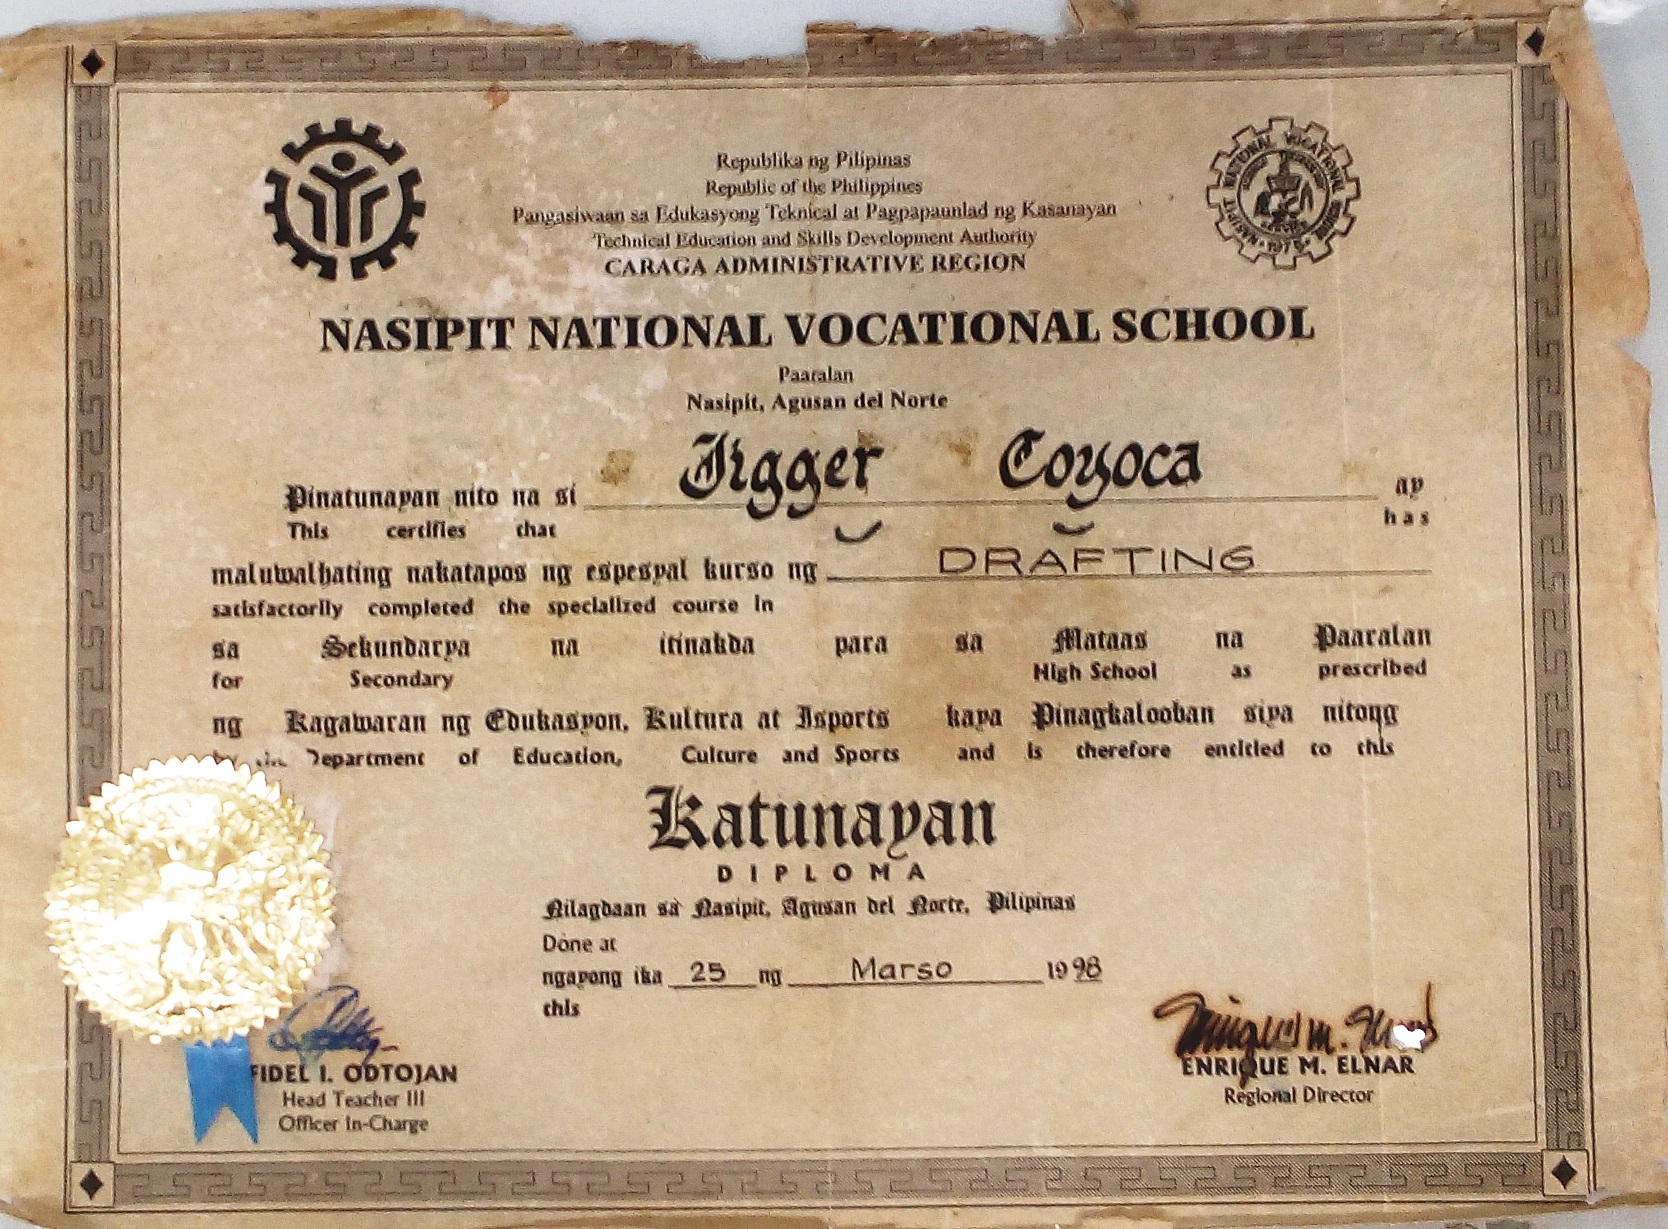 Republika ng Pilipinas
Republic of the Philippines
Pangasiwaan sa Edukasyong Teknical at Pagpapaunlad ng Kasanayan
Technical Education and Skills Development Authority
CARAGA ADMINISTRATIVE REGION
NASIPIT NATIONAL VOCATIONAL SCHOOL
NASIPIT NATIONAL VOCATIONAL SCHOOL
Paaralan
Nasipit, Agusan del Norte
Pinatunayan nito na si Jigger Coyoca ay
This certifies that has
maluwalhating nakatapos ng espesyal kurso ng DRAFTING
satisfactorily completed the specialized course in
sa Sekundarya na itinakda para sa Mataas na Paaralan
for Secondary High School as prescribed
ng Kagawaran ng Edukasyon, Kultura at Isports kaya Pinagkalooban siya nitong
Department of Education, Culture and Sports and is therefore entitled to this
Katunayan
DIPLOMA
Nilagdaan sa Nasipit, Agusan del Norte, Pilipinas
Done at
ngayong ika 25 ng Marso 1998
this
FIDEL I. ODTOJAN
Head Teacher III
Officer In-Charge
ENRIQUE M. ELNAR
Regional Director